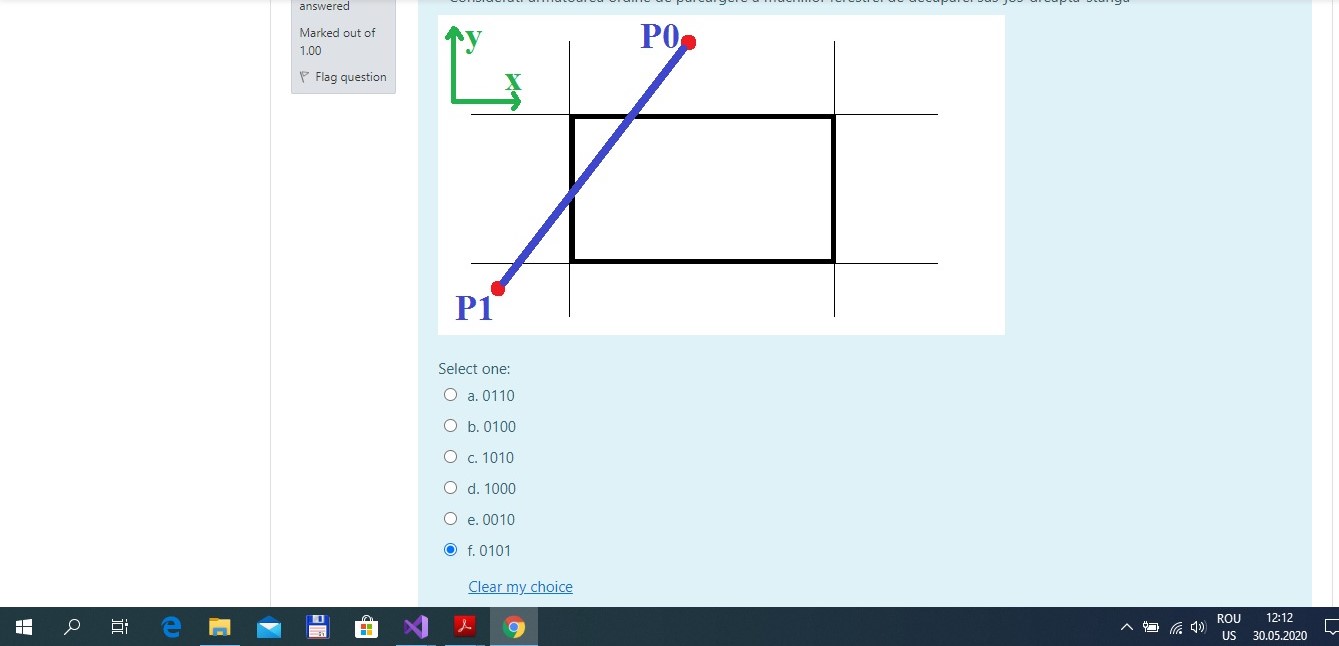 answered
Marked out of
1.00
Flag question
y
x
P0
P1
Select one:
a. 0110
b. 0100
c. 1010
d. 1000
e. 0010
f. 0101
Clear my choice
ROU
US
12:12
30.05.2020